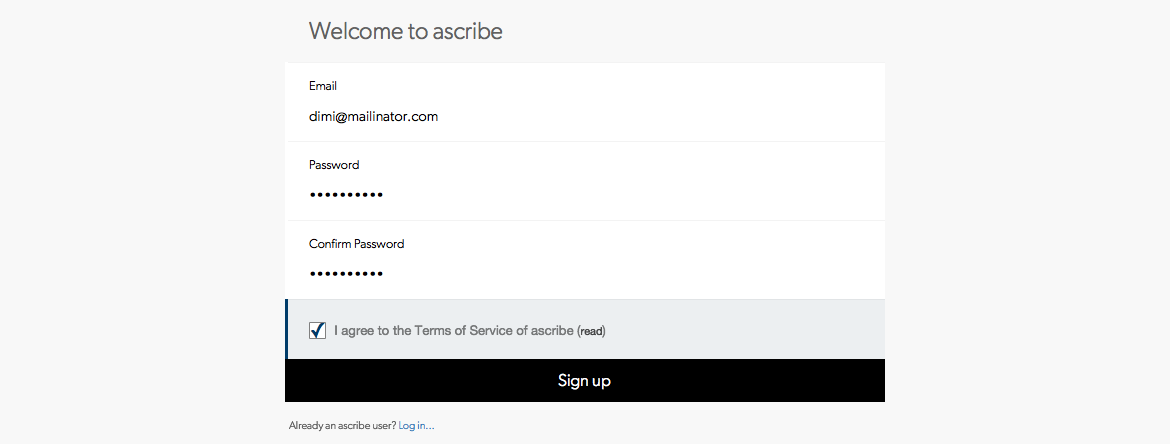 Welcome to ascribe
Email
dimi@mailinator.com
Password
••••••••••
Confirm Password
••••••••••
I agree to the Terms of Service of ascribe (read)
Sign up
Already an ascribe user? Log in...